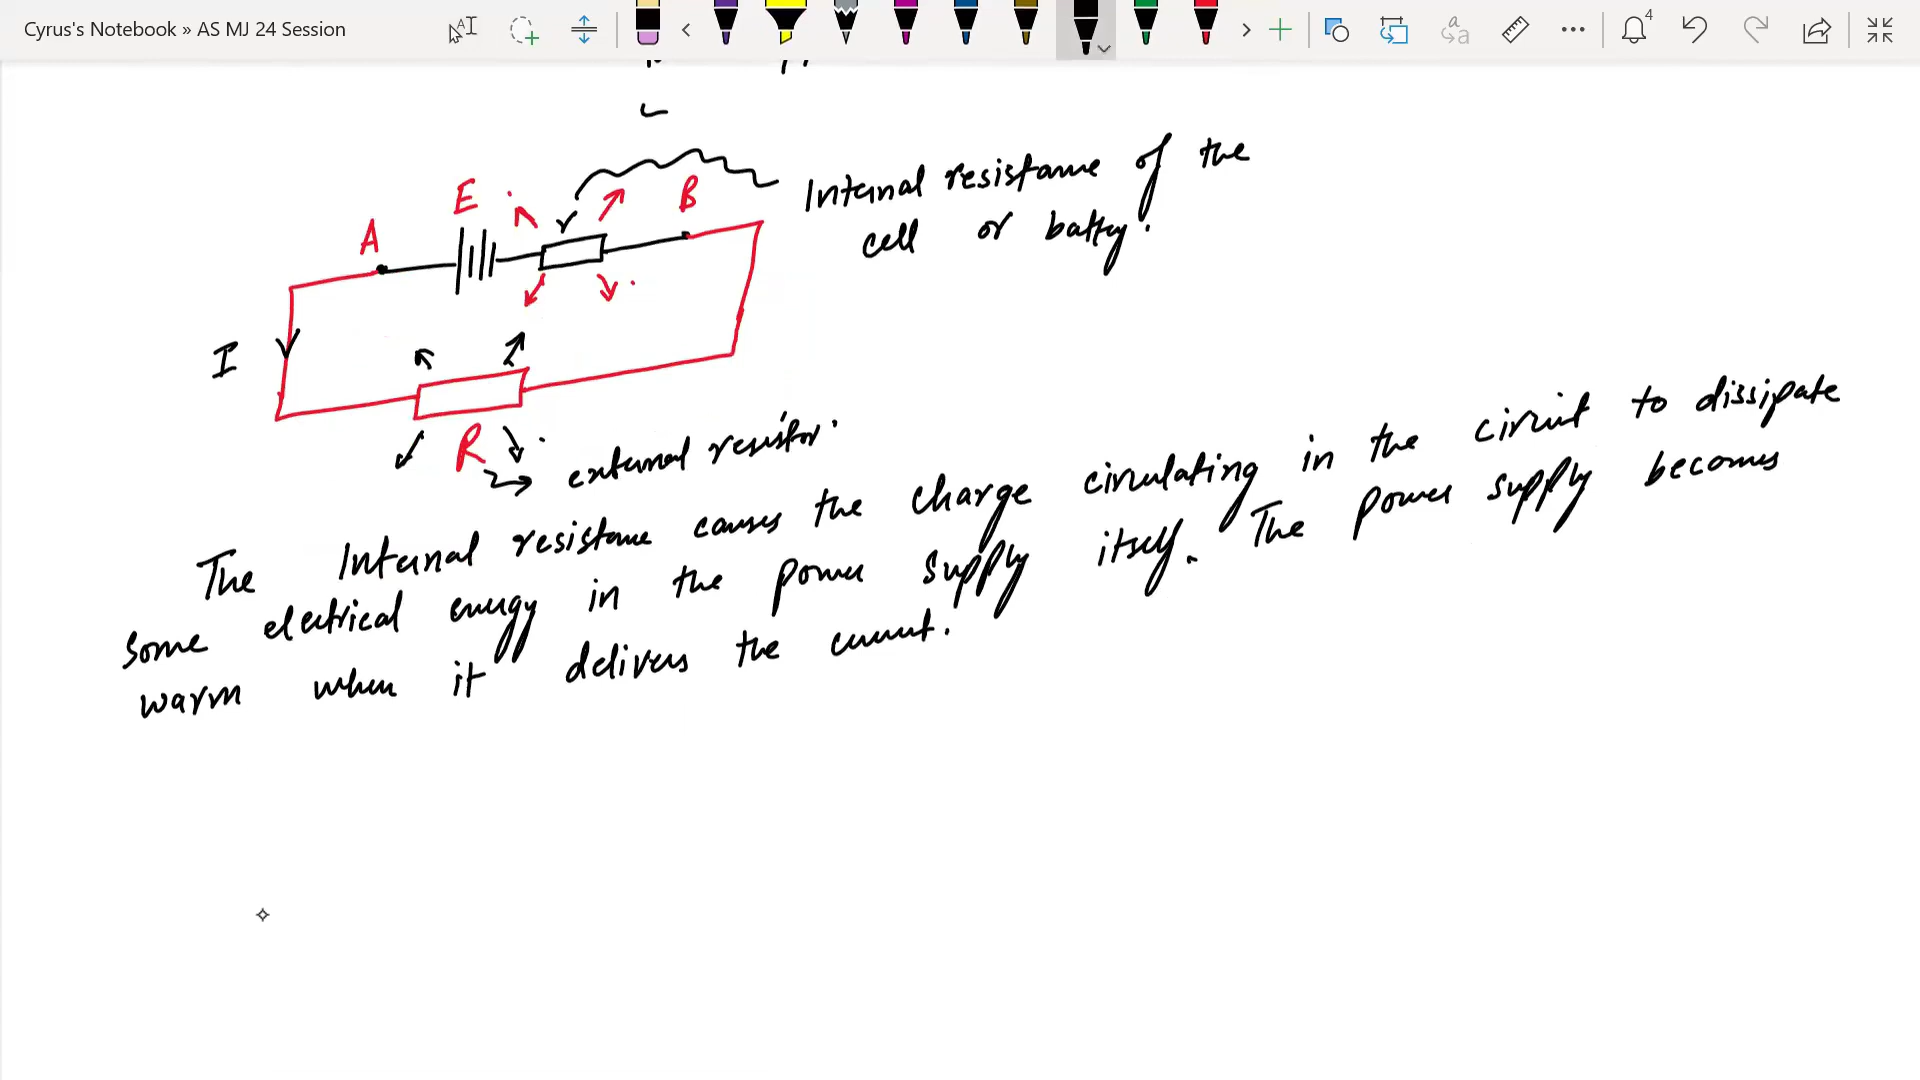 Cyrus's Notebook » AS MJ 24 Session
4
E
A
r
B
Internal resistance of the
cell or battery.
I
R
external resistor.
The Internal resistance causes the charge circulating in the circuit to dissipate
some electrical energy in the power supply itself. The power supply becomes
warm when it delivers the current.